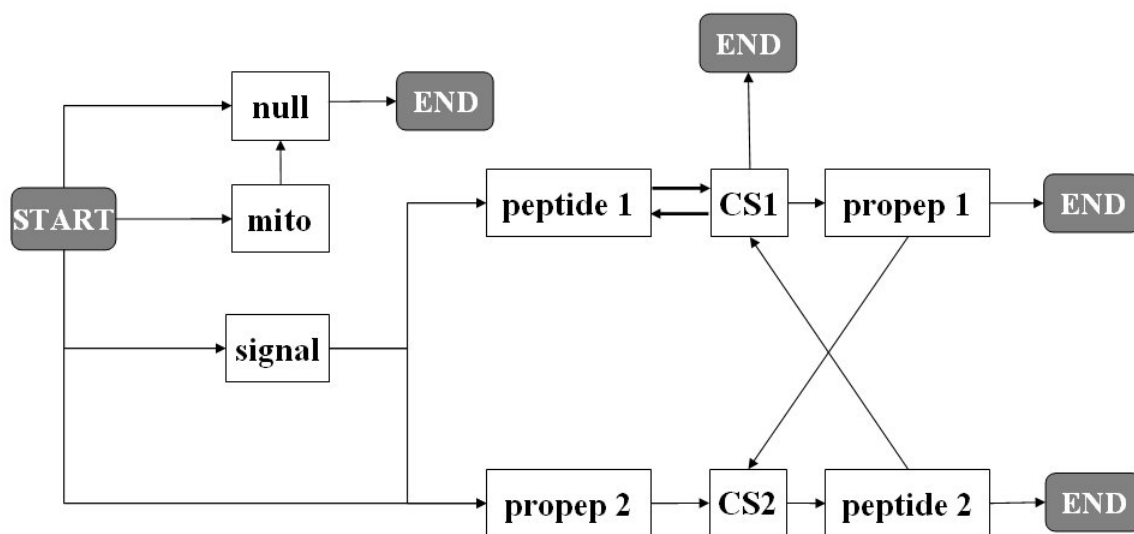 END
null
END
START
mito
peptide 1
CS1
propep 1
END
signal
propep 2
CS2
peptide 2
END